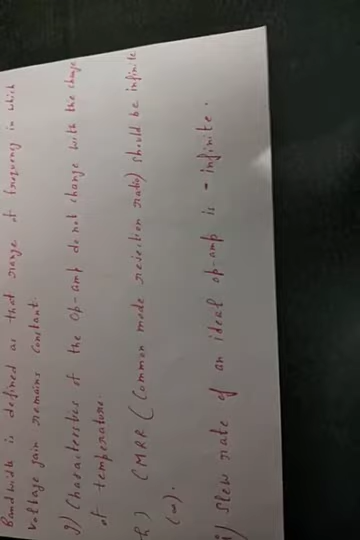 Bandwidth is defined as that range of frequency in which
voltage gain remains constant.
g) Characteristics of the op-amp do not change with the change
of temperature.
h) CMRR (Common mode rejection ratio) should be infinite
(∞).
i) Slew rate of an ideal op-amp is - infinite.